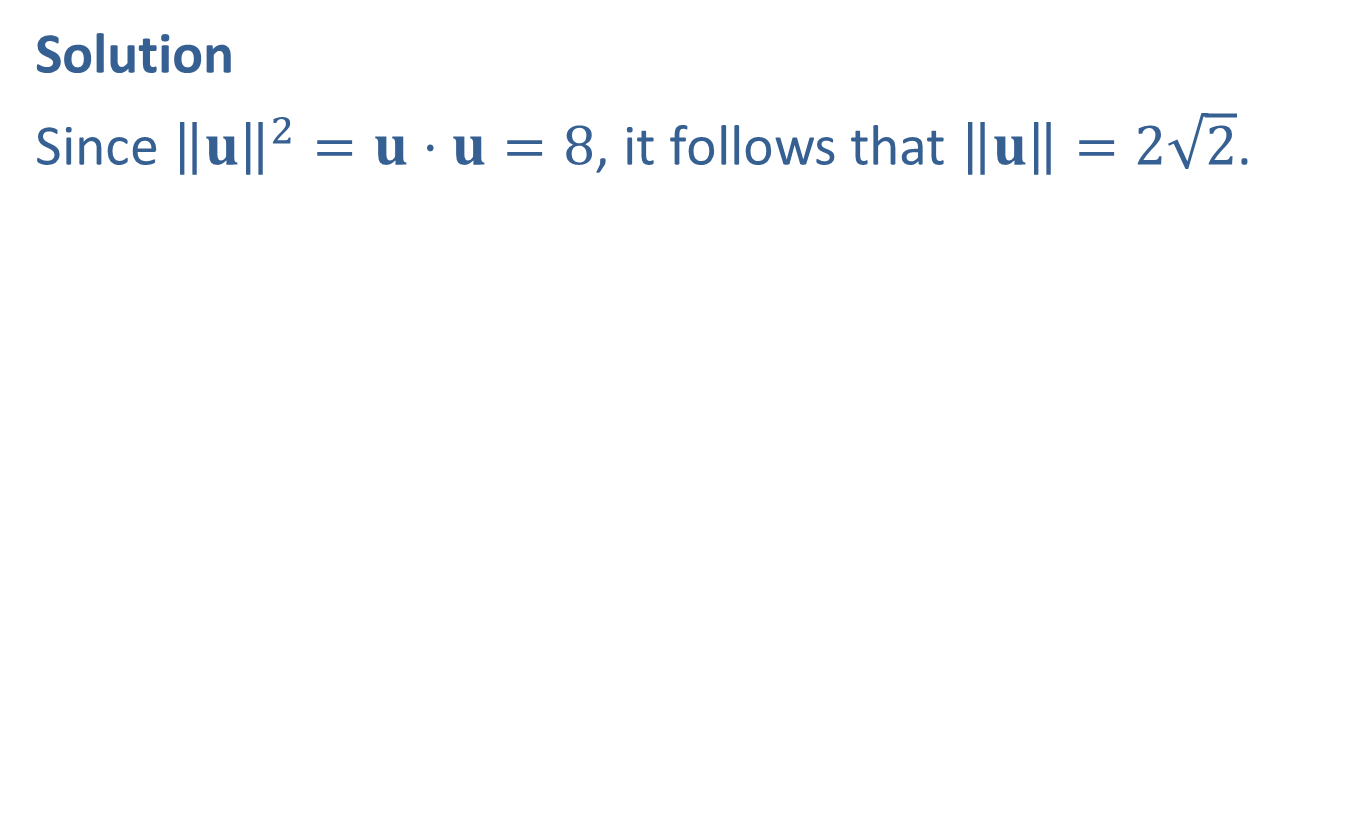 Solution
Since ‖𝐮‖² = 𝐮 · 𝐮 = 8, it follows that ‖𝐮‖ = 2√2.